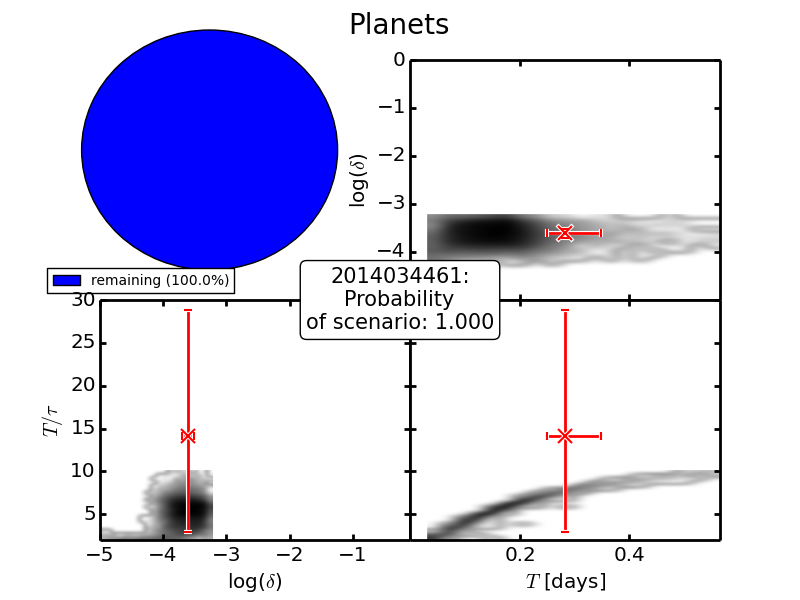 Planets
0
−1
−2
−3
−4
log(δ)
remaining (100.0%)
2014034461:
Probability
of scenario: 1.000
30
25
20
15
10
5
T/τ
−5
−4
−3
−2
−1
log(δ)
0.2
0.4
T [days]